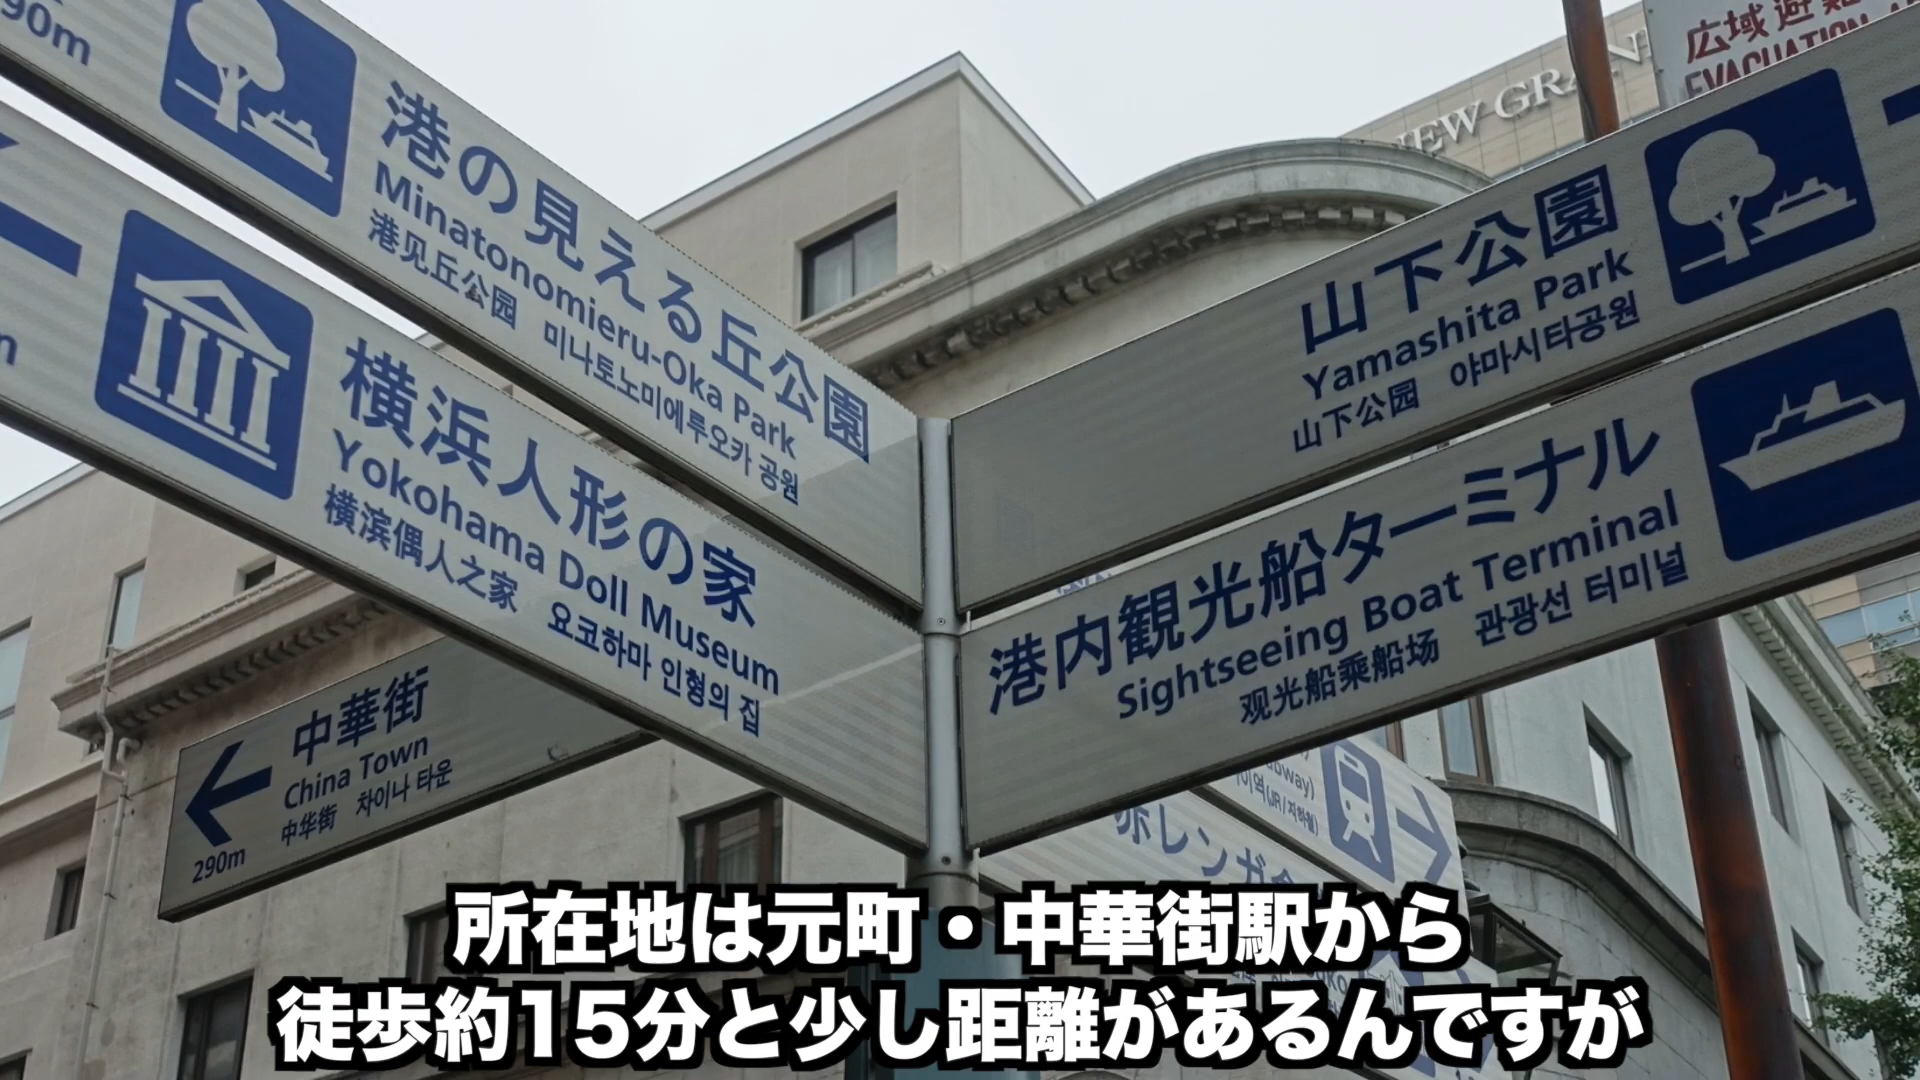 90m
港の見える丘公園
Minatonomieru-Oka Park
港见丘公园 미나토노미에루오카 공원
横浜人形の家
Yokohama Doll Museum
横滨偶人之家 요코하마 인형의 집
中華街
China Town
中华街 차이나 타운
290m
NEW GRAN
広域避難
EVACUATION
山下公園
Yamashita Park
山下公园 야마시타공원
港内観光船ターミナル
Sightseeing Boat Terminal
观光船乘船场 관광선 터미널
赤レンガ倉
所在地は元町・中華街駅から
徒歩約15分と少し距離があるんですが